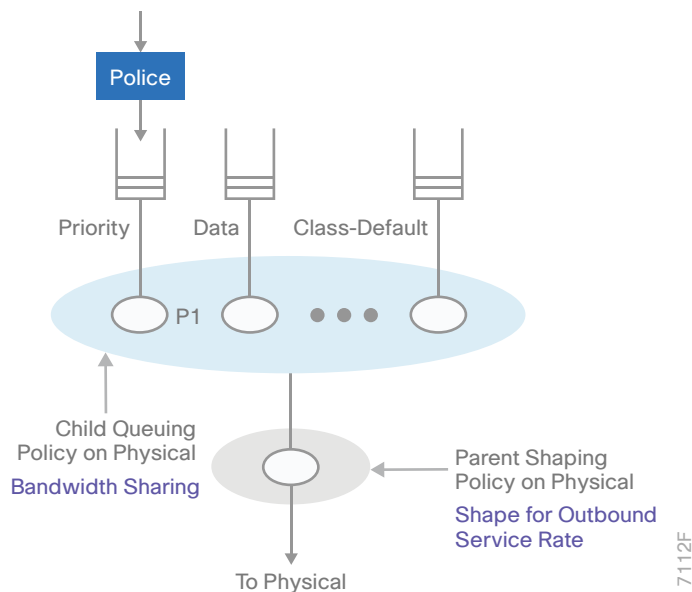 Police
Priority
Data
Class-Default
P1
Child Queuing
Policy on Physical
Bandwidth Sharing
Parent Shaping
Policy on Physical
Shape for Outbound
Service Rate
To Physical
7112F